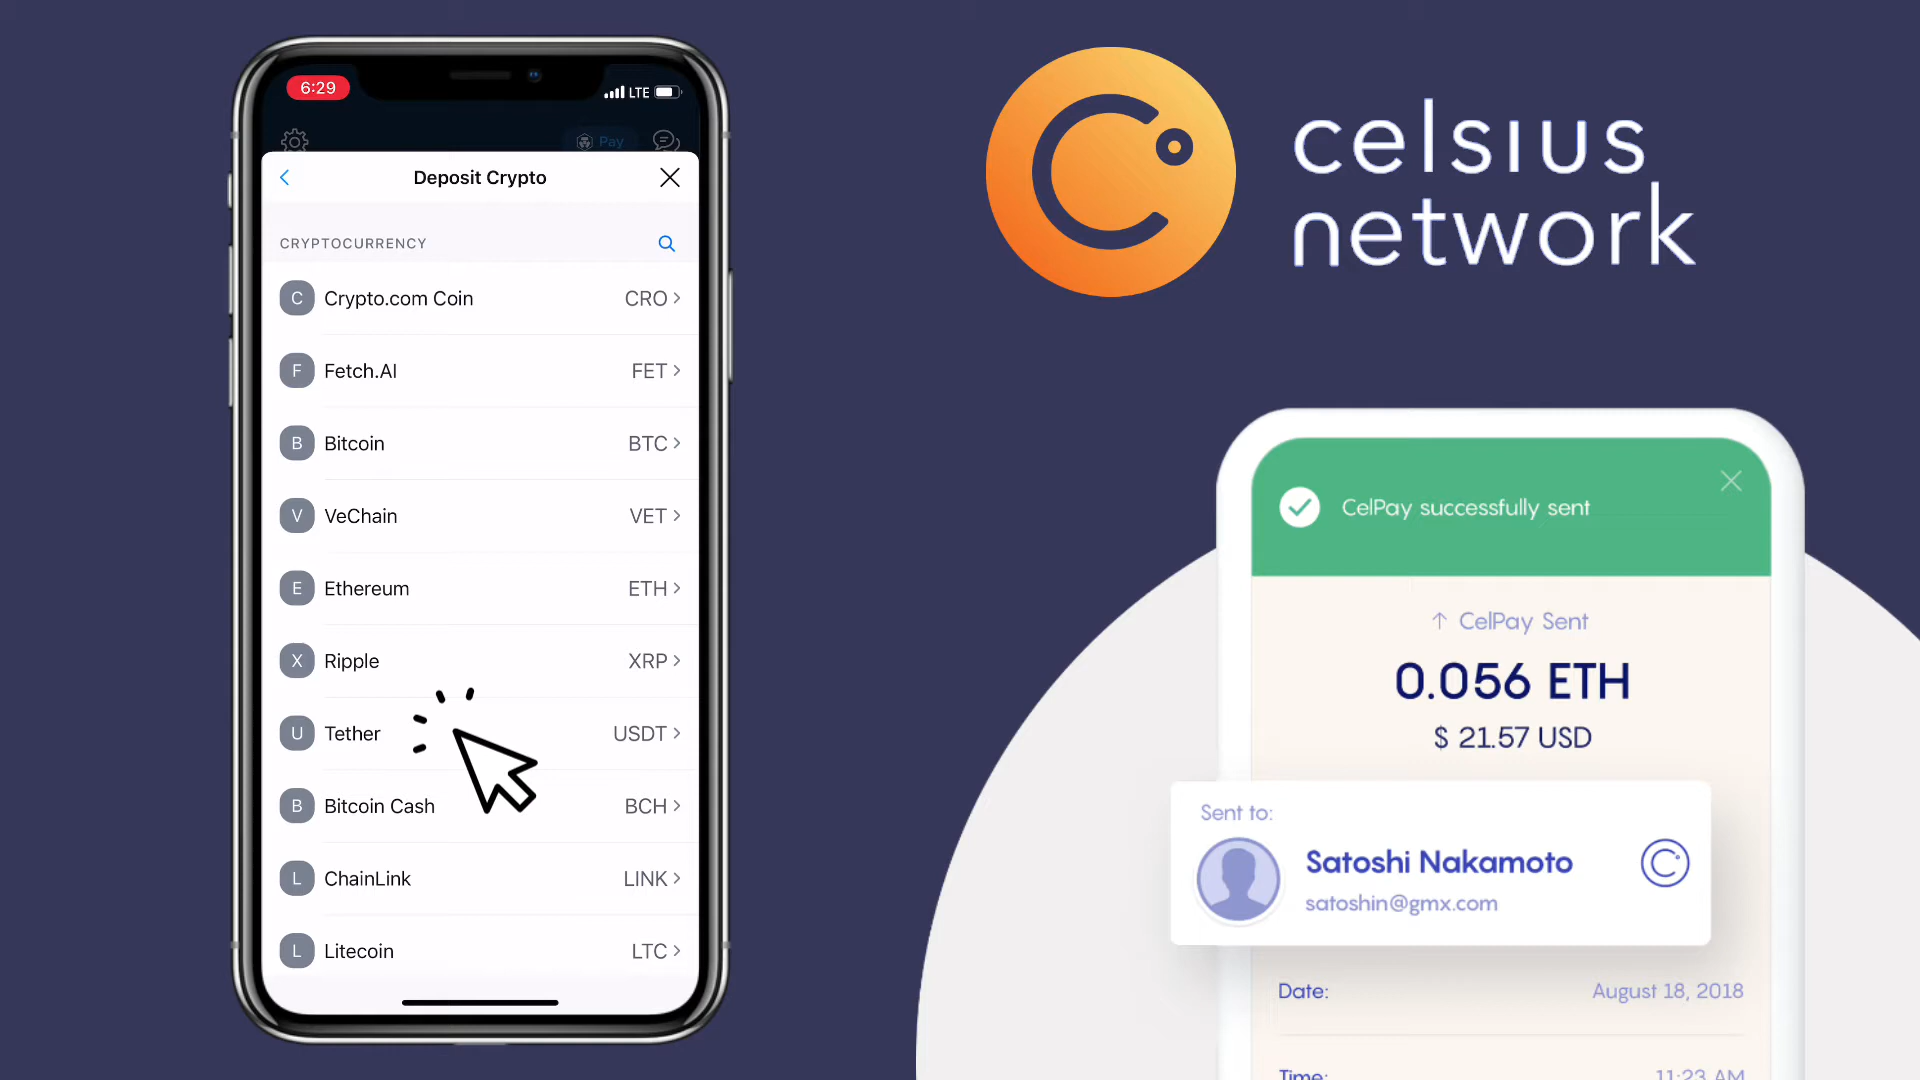 6:29
LTE
Pay
Deposit Crypto
CRYPTOCURRENCY
C Crypto.com Coin CRO
F Fetch.AI FET
B Bitcoin BTC
V VeChain VET
E Ethereum ETH
X Ripple XRP
U Tether USDT
B Bitcoin Cash BCH
L ChainLink LINK
L Litecoin LTC
celsius
network
CelPay successfully sent
↑ CelPay Sent
0.056 ETH
$ 21.57 USD
Sent to:
Satoshi Nakamoto
satoshin@gmx.com
Date: August 18, 2018
Time: 11:23 AM